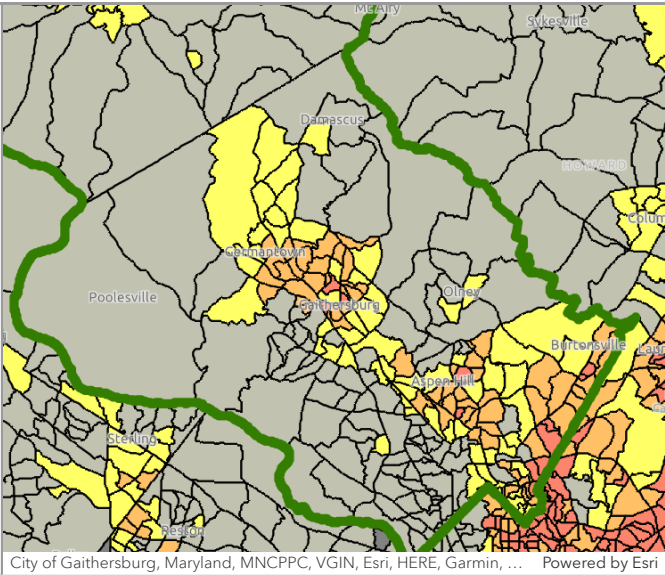 Mt Airy
Sykesville
Damascus
HOWARD
Colum
Germantown
Poolesville
Olney
Gaithersburg
Burtonsville
Laur
Aspen Hill
Sterling
Reston
City of Gaithersburg, Maryland, MNCPPC, VGIN, Esri, HERE, Garmin, ... Powered by Esri